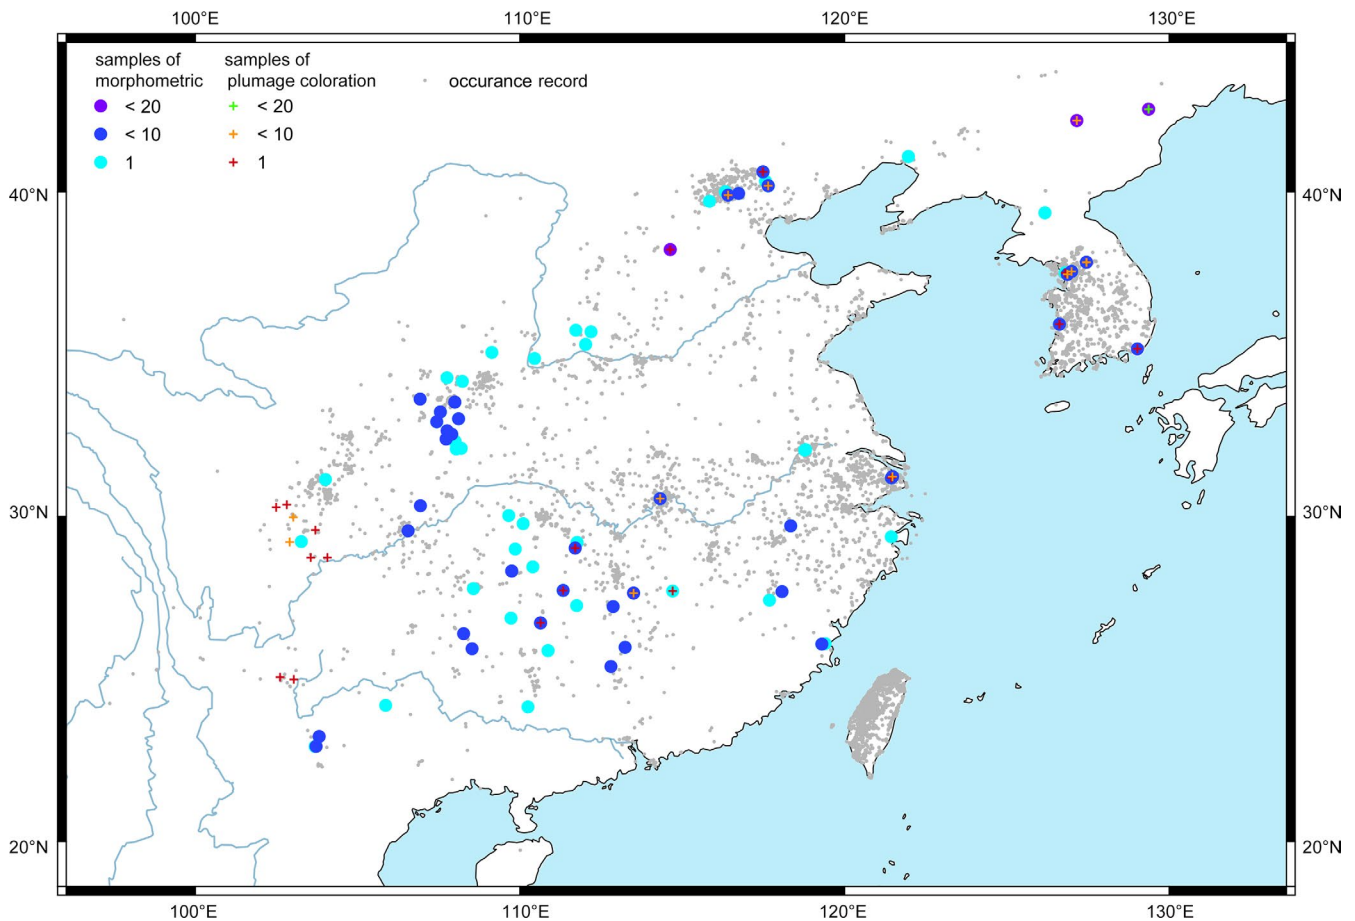 100°E 110°E 120°E 130°E
samples of samples of
morphometric plumage coloration occurance record
< 20 < 20
< 10 < 10
1 1
40°N 40°N
30°N 30°N
20°N 20°N
100°E 110°E 120°E 130°E